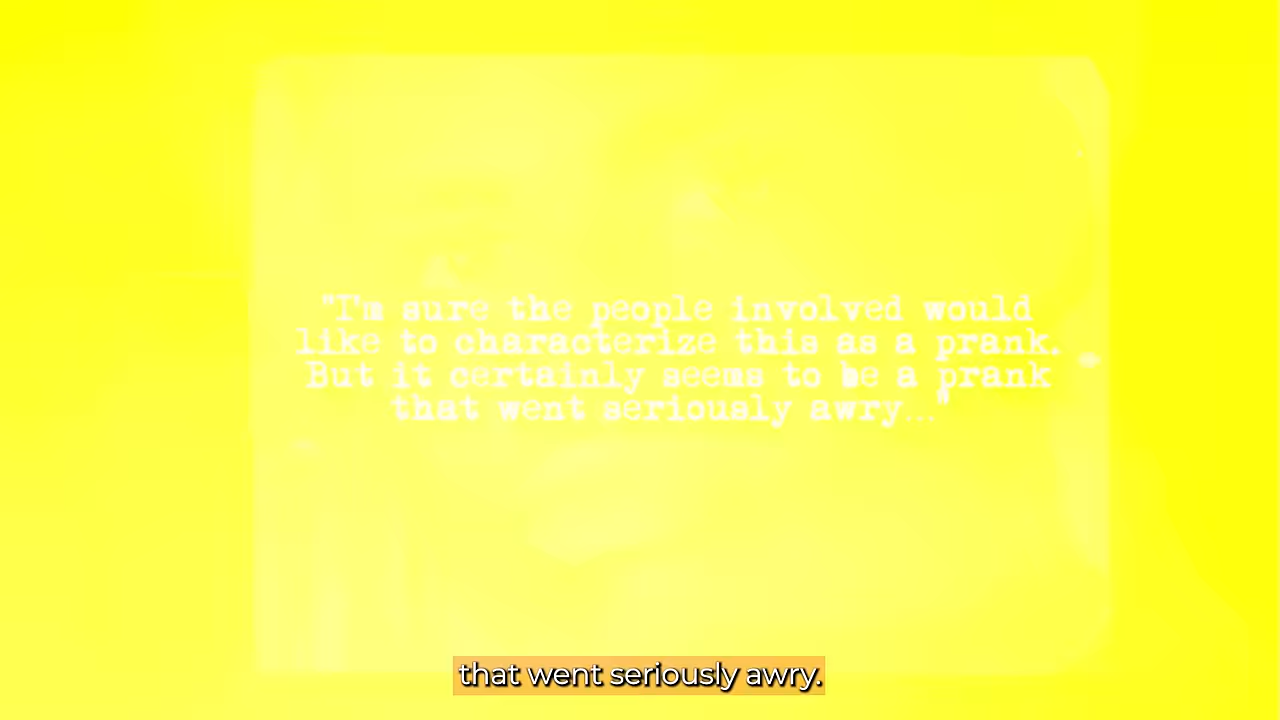 "I'm sure the people involved would
like to characterize this as a prank.
But it certainly seems to be a prank
that went seriously awry..."
that went seriously awry.